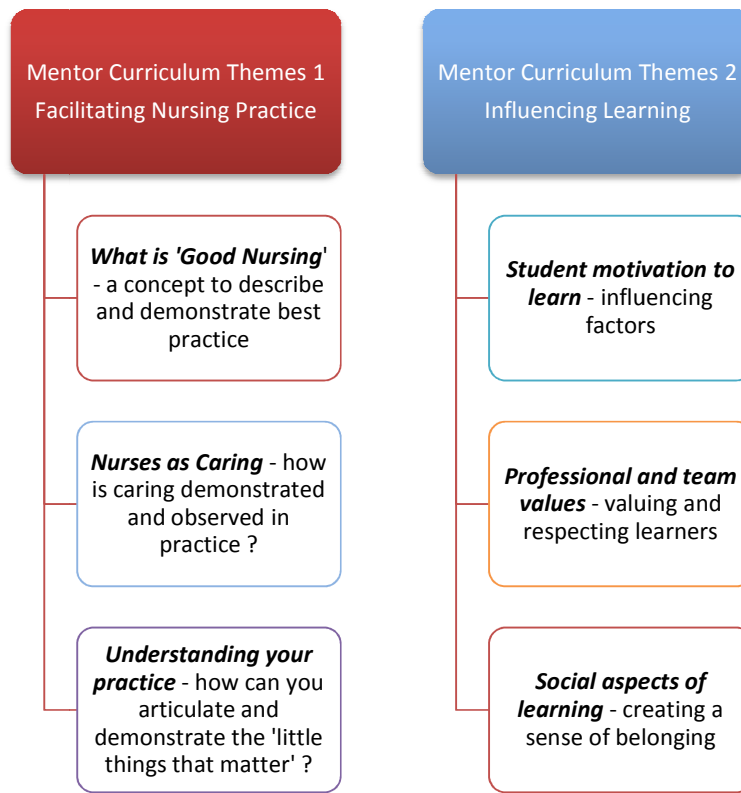 Mentor Curriculum Themes 1
Facilitating Nursing Practice
What is 'Good Nursing'
- a concept to describe
and demonstrate best
practice
Nurses as Caring - how
is caring demonstrated
and observed in
practice ?
Understanding your
practice - how can you
articulate and
demonstrate the 'little
things that matter' ?
Mentor Curriculum Themes 2
Influencing Learning
Student motivation to
learn - influencing
factors
Professional and team
values - valuing and
respecting learners
Social aspects of
learning - creating a
sense of belonging